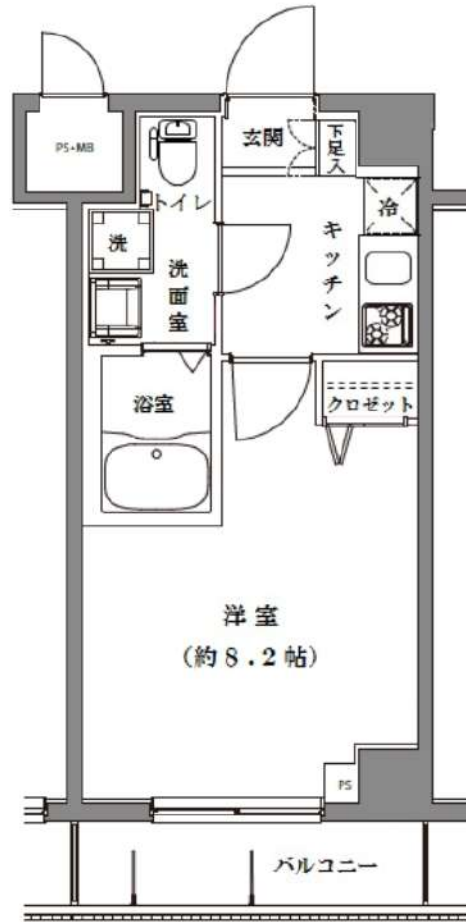 PS・MB
玄関
下足入
トイレ
冷
洗
洗面室
キッチン
浴室
クロゼット
洋室
(約8.2帖)
PS
バルコニー